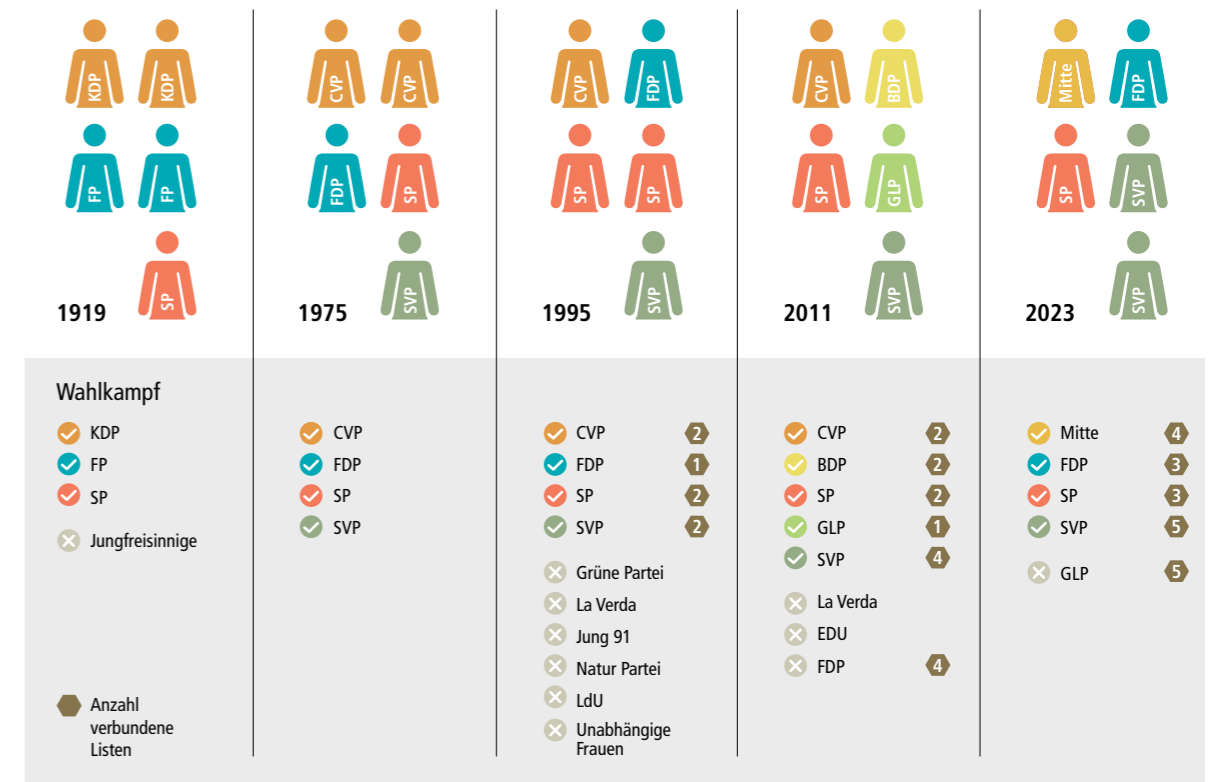 KDP KDP
FP FP
SP
1919
CVP CVP
FDP SP
SVP
1975
CVP FDP
SP SP
SVP
1995
CVP BDP
SP GLP
SVP
2011
Mitte FDP
SP SVP
SVP
2023
Wahlkampf
KDP
FP
SP
Jungfreisinnige
Anzahl
verbundene
Listen
CVP
FDP
SP
SVP
CVP 2
FDP 1
SP 2
SVP 2
Grüne Partei
La Verda
Jung 91
Natur Partei
LdU
Unabhängige
Frauen
CVP 2
BDP 2
SP 2
GLP 1
SVP 4
La Verda
EDU
FDP 4
Mitte 4
FDP 3
SP 3
SVP 5
GLP 5